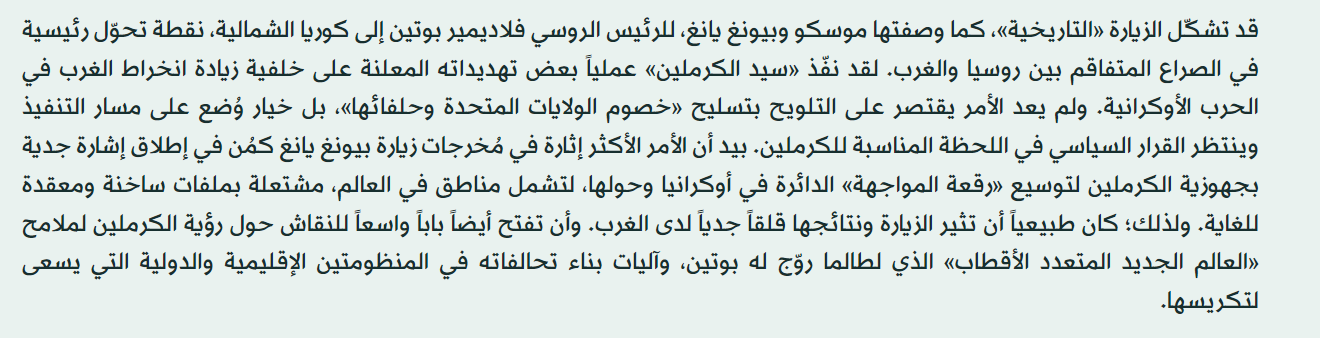 قد تشكّل الزيارة «التاريخية»، كما وصفتها موسكو وبيونغ يانغ، للرئيس الروسي فلاديمير بوتين إلى كوريا الشمالية، نقطة تحوّل رئيسية
في الصراع المتفاقم بين روسيا والغرب. لقد نفّذ «سيد الكرملين» عملياً بعض تهديداته المعلنة على خلفية زيادة انخراط الغرب في
الحرب الأوكرانية. ولم يعد الأمر يقتصر على التلويح بتسليح «خصوم الولايات المتحدة وحلفائها»، بل خيار وُضع على مسار التنفيذ
وينتظر القرار السياسي في اللحظة المناسبة للكرملين. بيد أن الأمر الأكثر إثارة في مُخرجات زيارة بيونغ يانغ كمُن في إطلاق إشارة جدية
بجهوزية الكرملين لتوسيع «رقعة المواجهة» الدائرة في أوكرانيا وحولها، لتشمل مناطق في العالم، مشتعلة بملفات ساخنة ومعقدة
للغاية. ولذلك؛ كان طبيعياً أن تثير الزيارة ونتائجها قلقاً جدياً لدى الغرب. وأن تفتح أيضاً باباً واسعاً للنقاش حول رؤية الكرملين لملامح
«العالم الجديد المتعدد الأقطاب» الذي لطالما روّج له بوتين، وآليات بناء تحالفاته في المنظومتين الإقليمية والدولية التي يسعى
لتكريسها.